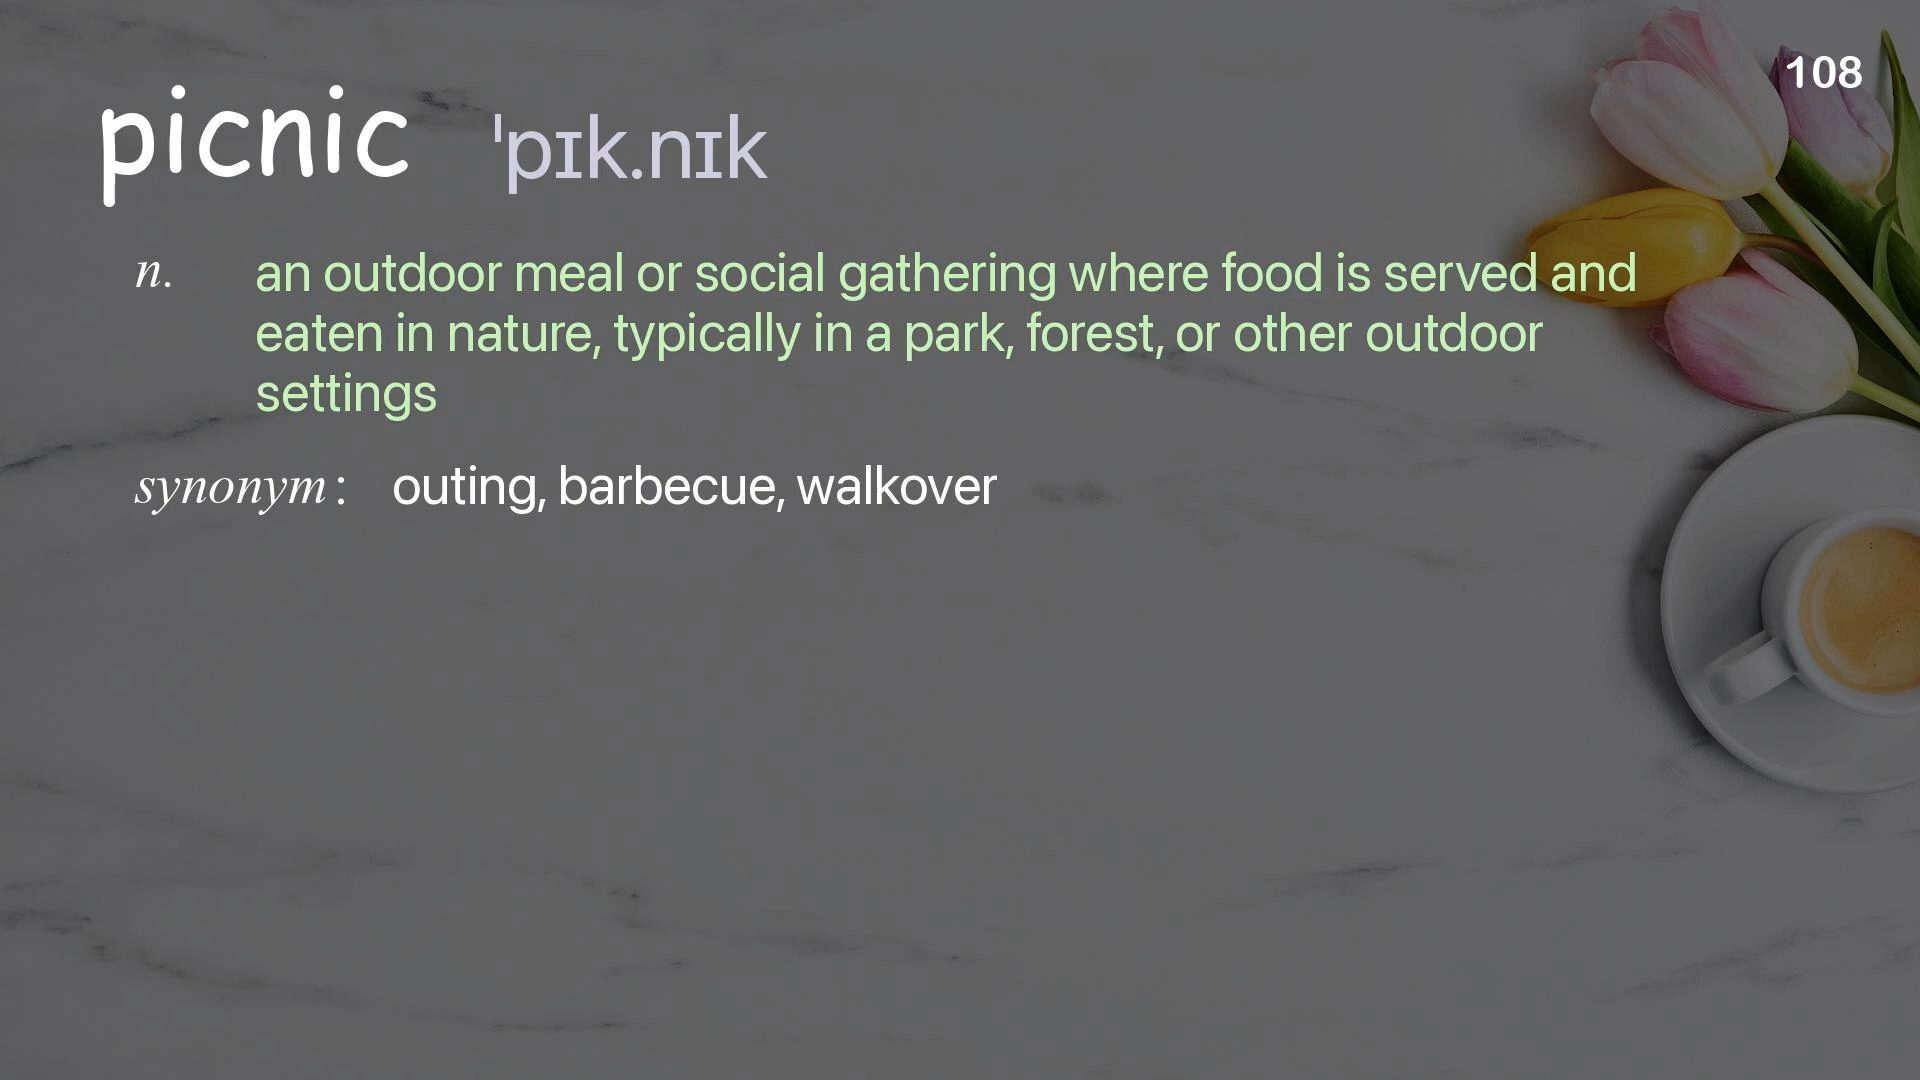 108
picnic ˈpɪk.nɪk
n. an outdoor meal or social gathering where food is served and
eaten in nature, typically in a park, forest, or other outdoor
settings
synonym: outing, barbecue, walkover